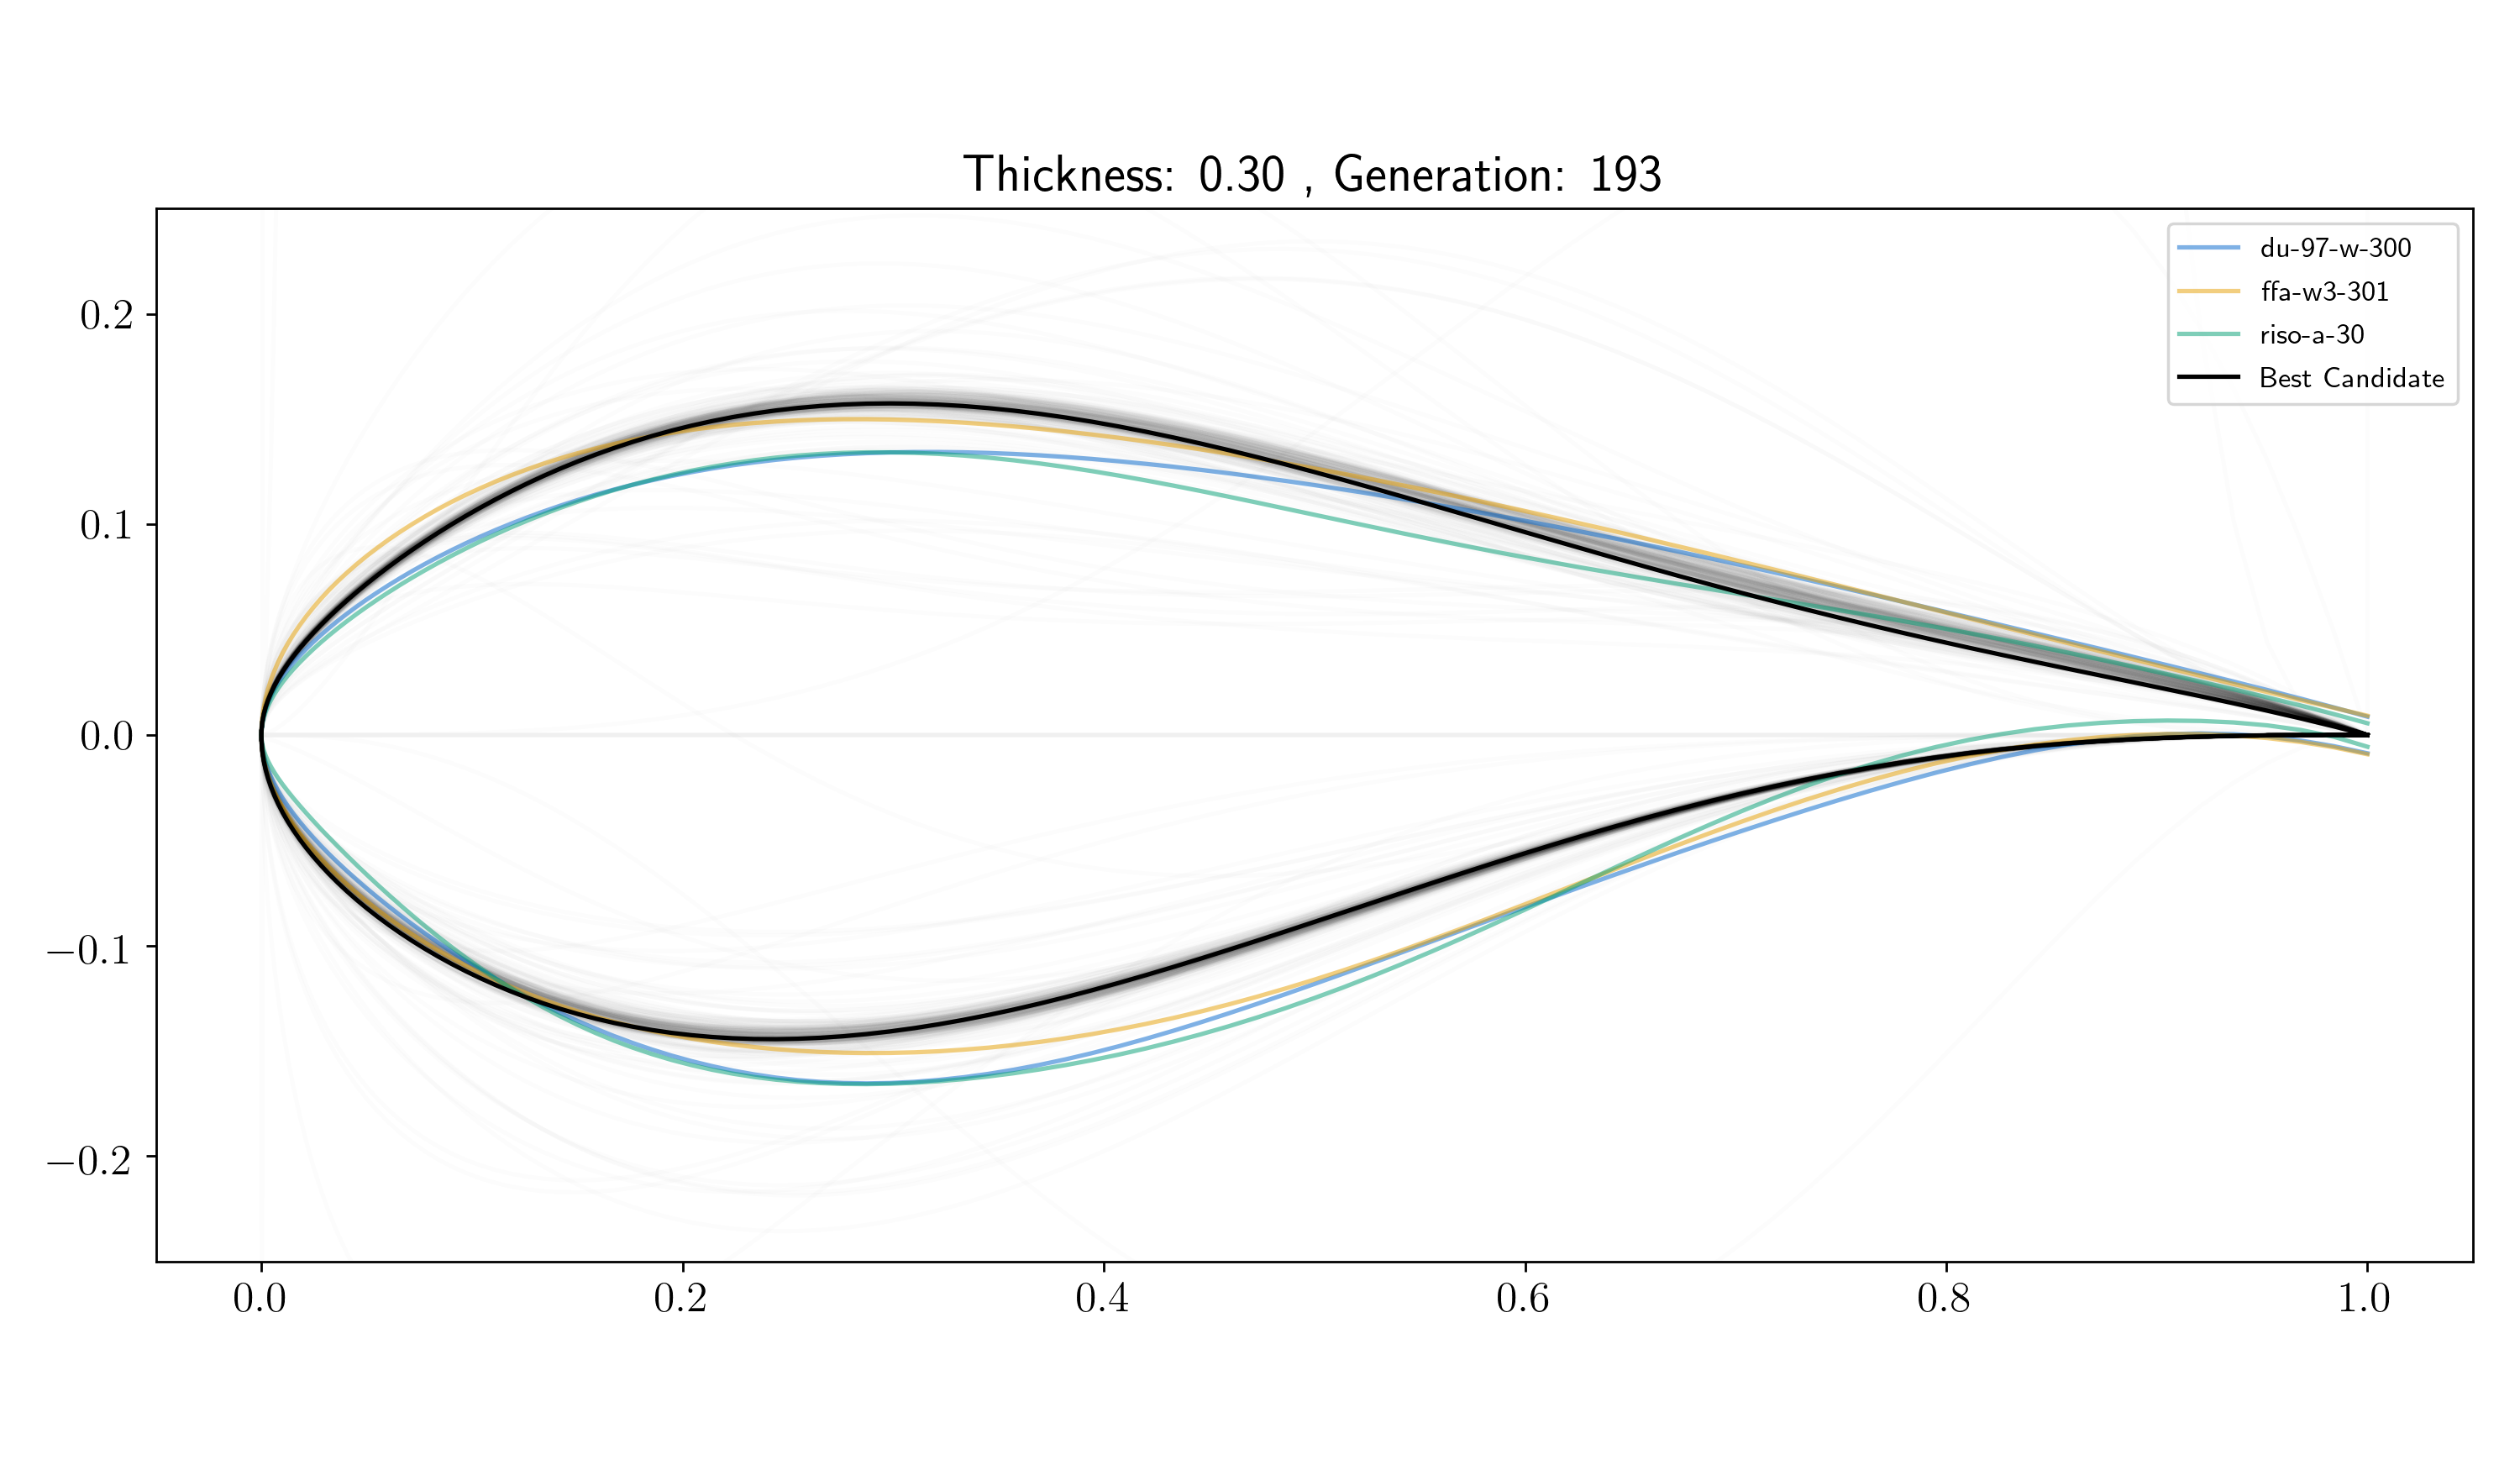 Thickness: 0.30 , Generation: 193
du-97-w-300
ffa-w3-301
riso-a-30
Best Candidate
0.2
0.1
0.0
−0.1
−0.2
0.0 0.2 0.4 0.6 0.8 1.0